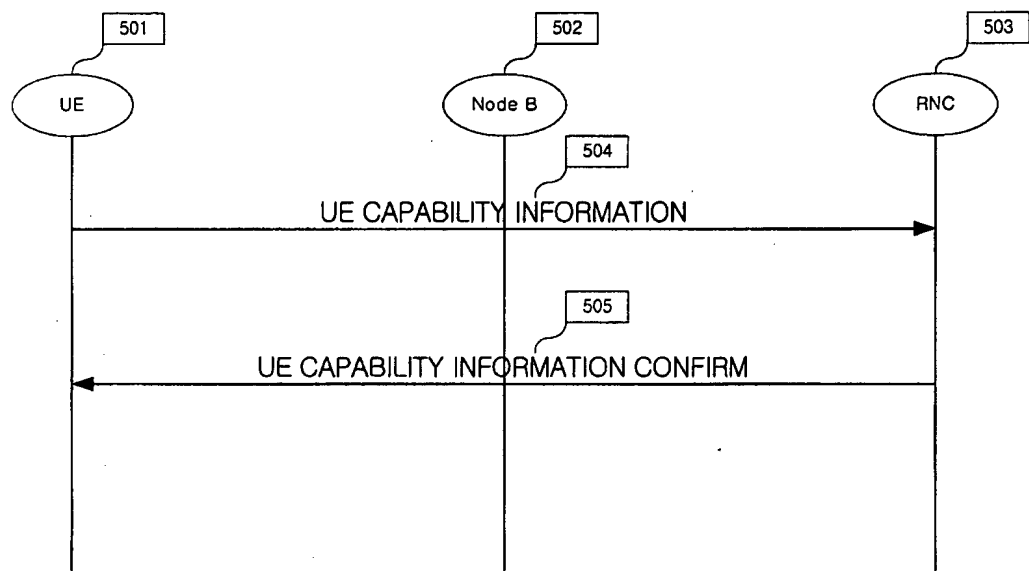 501
502
503
UE
Node B
RNC
504
UE CAPABILITY INFORMATION
505
UE CAPABILITY INFORMATION CONFIRM